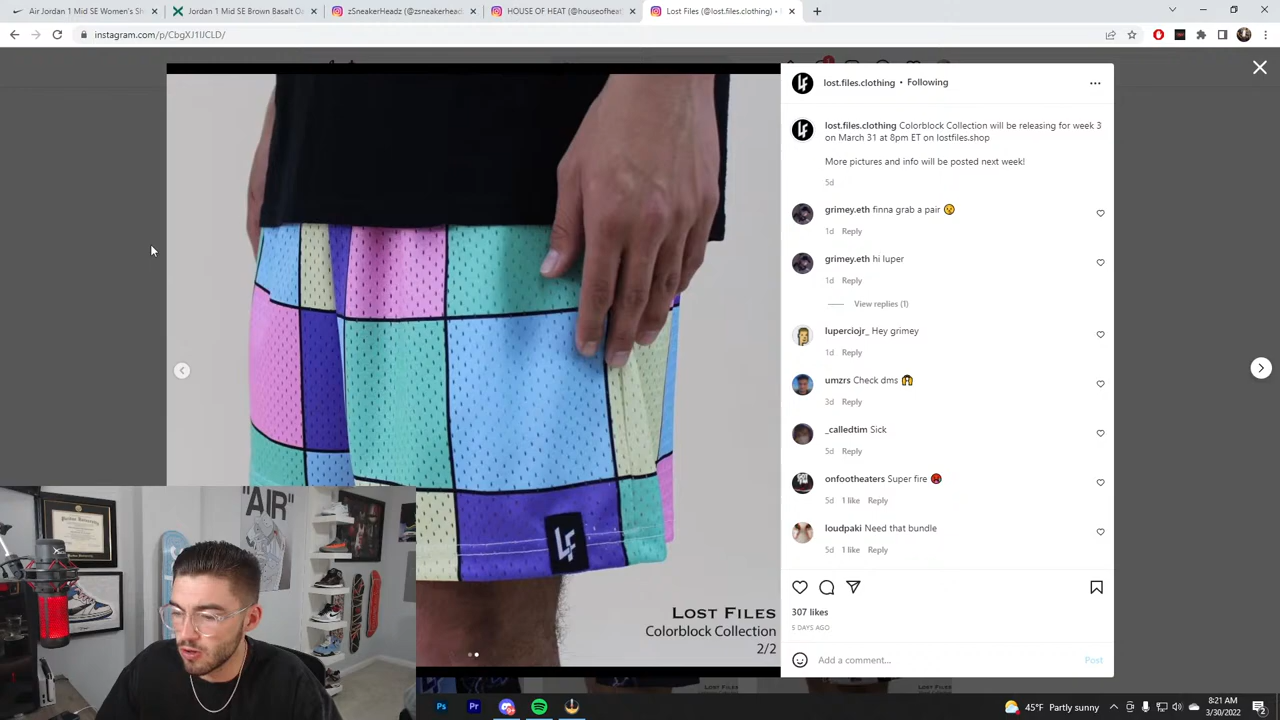 Air Jordan 1 Mid SE Women's Sh
Jordan 1 Mid SE Brown Basalt Oa
zSneakerHeadz (@zsneakerhead
HOUSE OF HEAT (@houseofheat
Lost Files (@lost.files.clothing) •
instagram.com/p/CbgXJ1lJCLD/
lost.files.clothing • Following
lost.files.clothing Colorblock Collection will be releasing for week 3
on March 31 at 8pm ET on lostfiles.shop
More pictures and info will be posted next week!
5d
grimey.eth finna grab a pair 😗
1d Reply
grimey.eth hi luper
1d Reply
View replies (1)
luperciojr_ Hey grimey
1d Reply
umzrs Check dms
3d Reply
_calledtim Sick
5d Reply
onfootheaters Super fire
5d 1 like Reply
loudpaki Need that bundle
5d 1 like Reply
307 likes
5 DAYS AGO
Add a comment...
Post
LF
LOST FILES
Colorblock Collection
2/2
AIR"
Ps
Pr
45°F Partly sunny
8:21 AM
3/30/2022